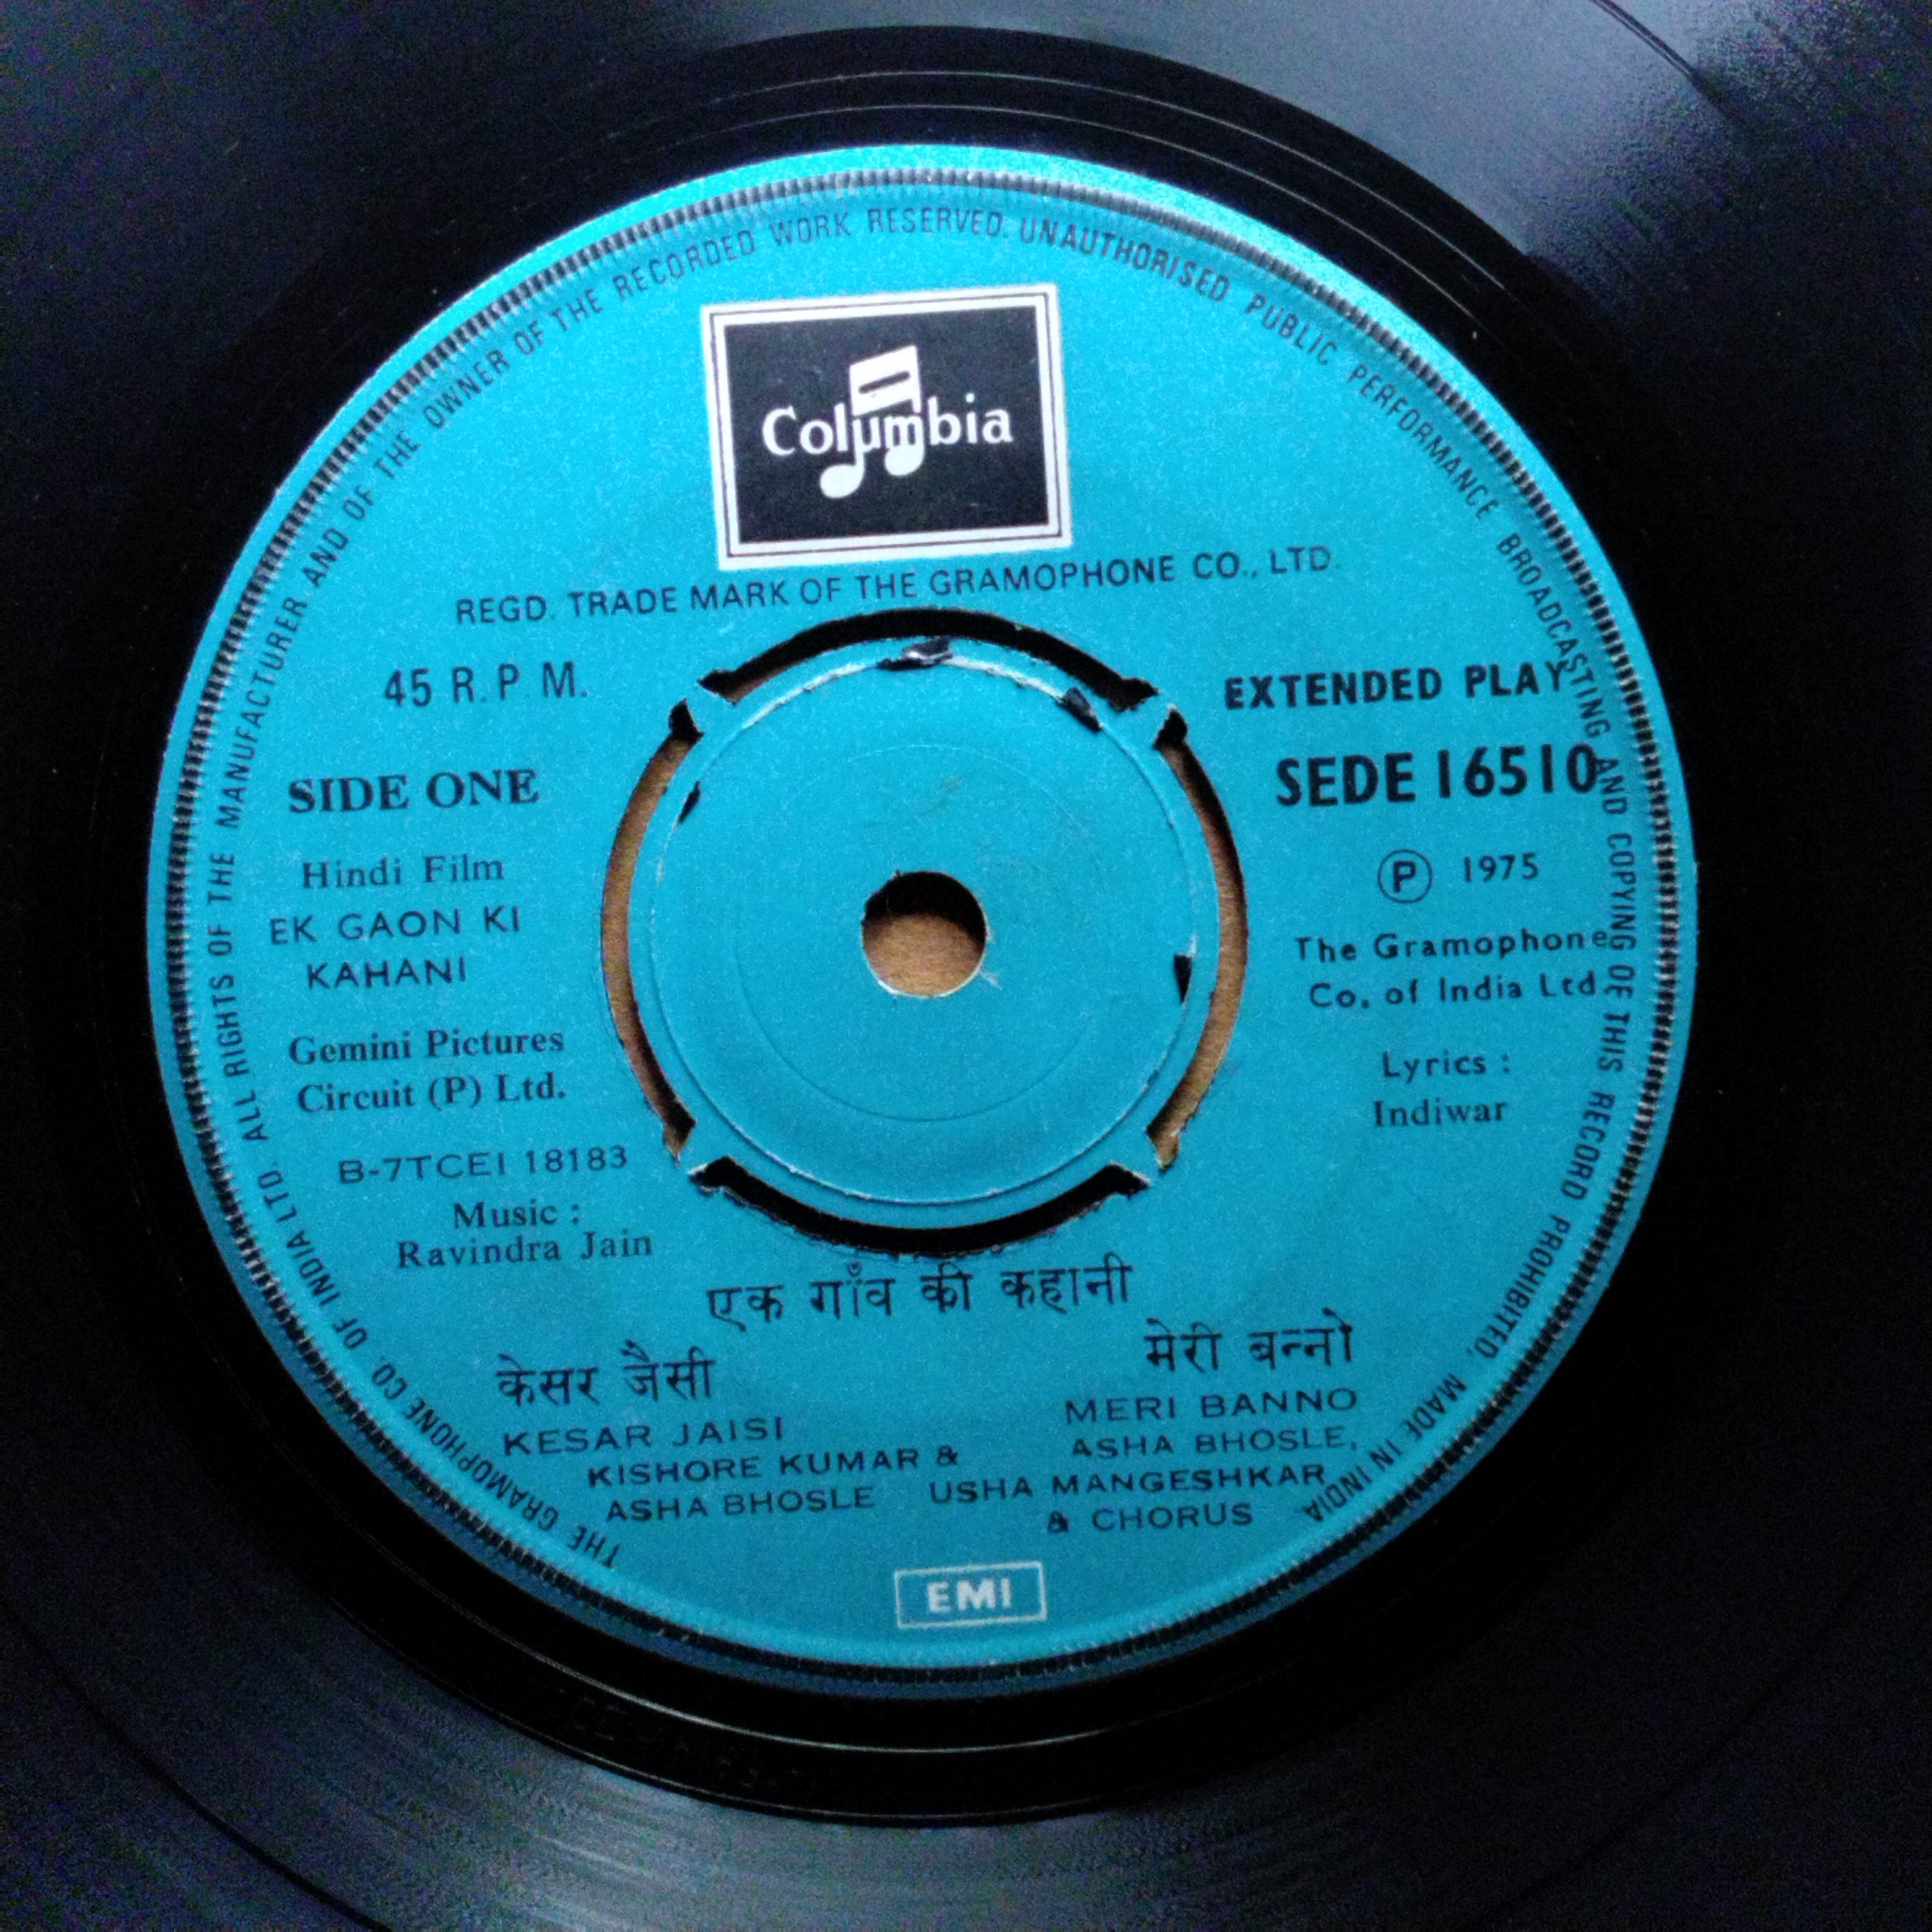 THE GRAMOPHONE CO. OF INDIA LTD. ALL RIGHTS OF THE MANUFACTURER AND OF THE OWNER OF THE RECORDED WORK RESERVED. UNAUTHORISED PUBLIC PERFORMANCE BROADCASTING AND COPYING OF THIS RECORD PROHIBITED. MADE IN INDIA
Columbia
REGD. TRADE MARK OF THE GRAMOPHONE CO., LTD.
45 R.P.M.
EXTENDED PLAY
SIDE ONE
SEDE 16510
Hindi Film
EK GAON KI
KAHANI
Ⓟ 1975
The Gramophone
Co. of India Ltd.
Gemini Pictures
Circuit (P) Ltd.
Lyrics :
Indiwar
B-7TCEI 18183
Music :
Ravindra Jain
एक गाँव की कहानी
केसर जैसी
KESAR JAISI
KISHORE KUMAR &
ASHA BHOSLE
मेरी बन्नो
MERI BANNO
ASHA BHOSLE,
USHA MANGESHKAR
& CHORUS
EMI